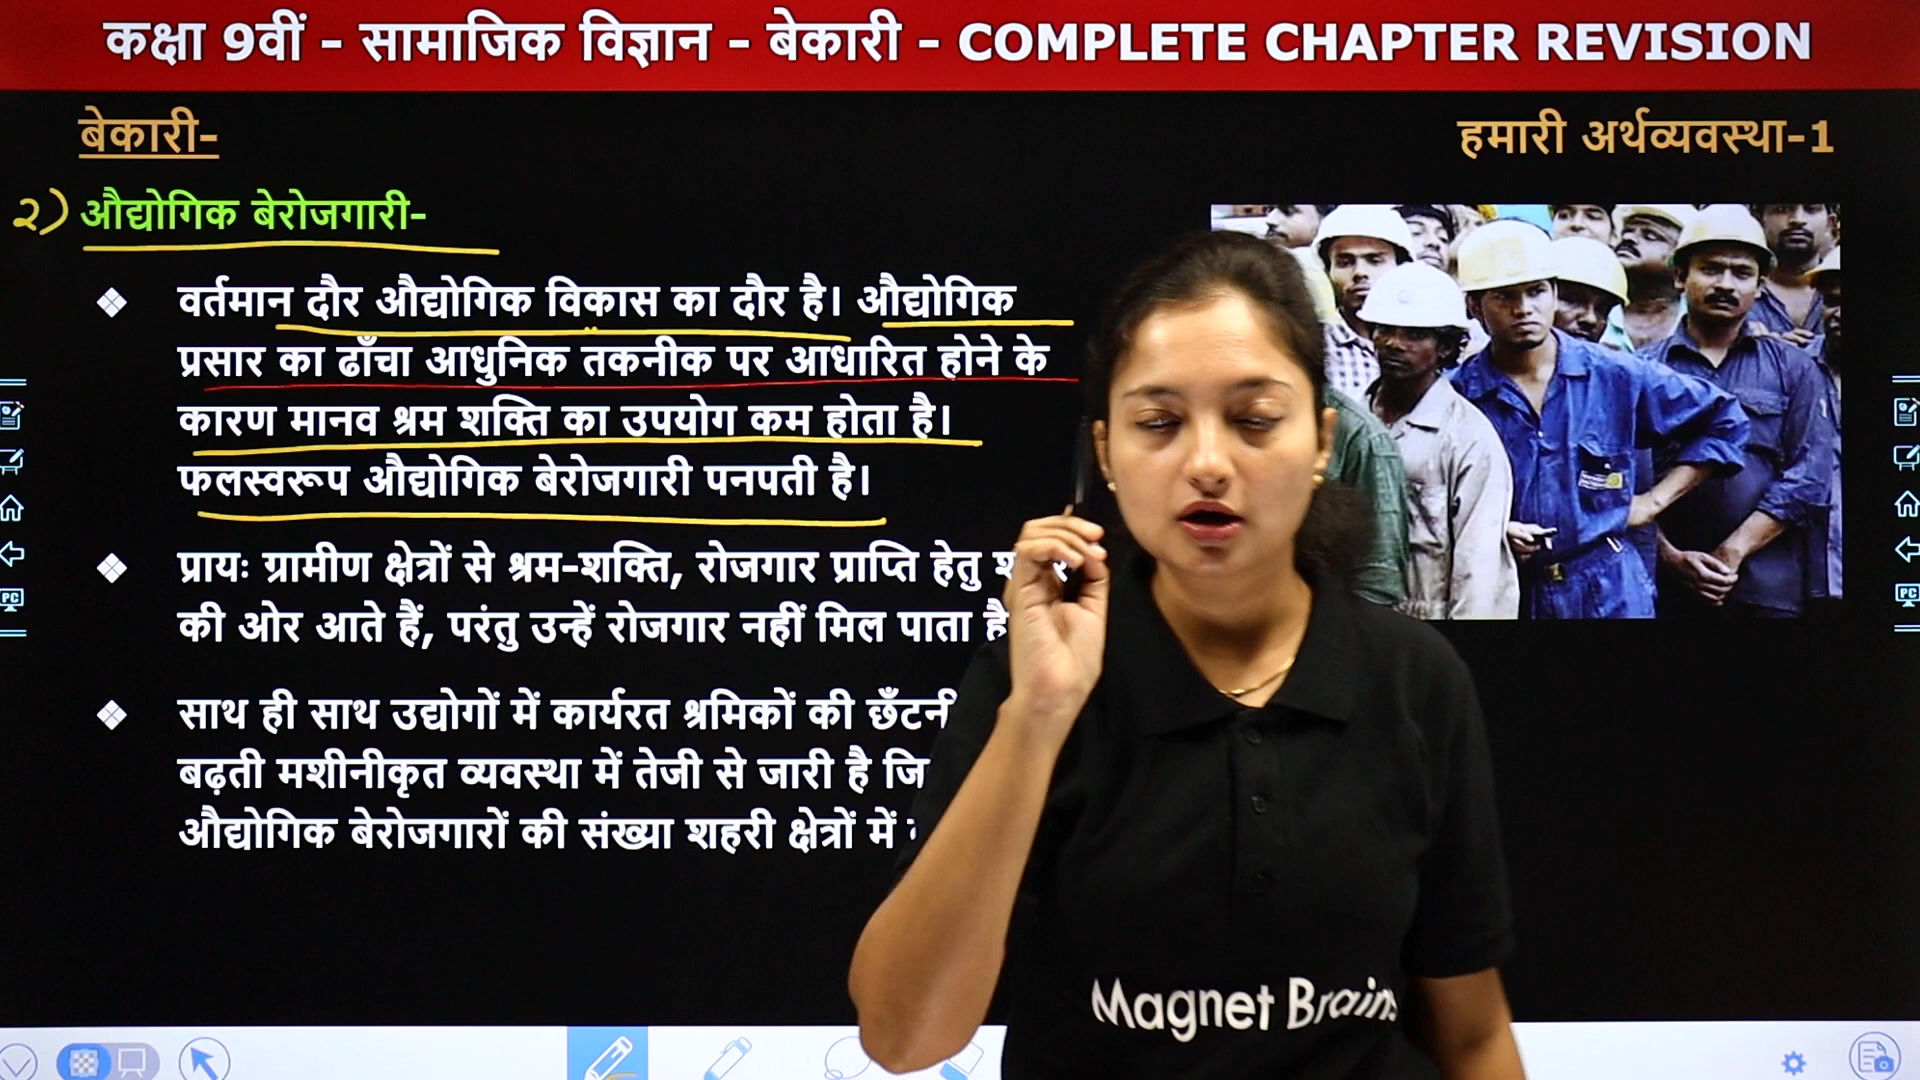 कक्षा 9वीं - सामाजिक विज्ञान - बेकारी - COMPLETE CHAPTER REVISION
बेकारी-
हमारी अर्थव्यवस्था-1
२) औद्योगिक बेरोजगारी-
❖ वर्तमान दौर औद्योगिक विकास का दौर है। औद्योगिक
प्रसार का ढाँचा आधुनिक तकनीक पर आधारित होने के
कारण मानव श्रम शक्ति का उपयोग कम होता है।
फलस्वरूप औद्योगिक बेरोजगारी पनपती है।
❖ प्रायः ग्रामीण क्षेत्रों से श्रम-शक्ति, रोजगार प्राप्ति हेतु
की ओर आते हैं, परंतु उन्हें रोजगार नहीं मिल पाता
❖ साथ ही साथ उद्योगों में कार्यरत श्रमिकों की छँटनी
बढ़ती मशीनीकृत व्यवस्था में तेजी से जारी है
औद्योगिक बेरोजगारों की संख्या शहरी क्षेत्रों में
Magnet Brains
PC
PC